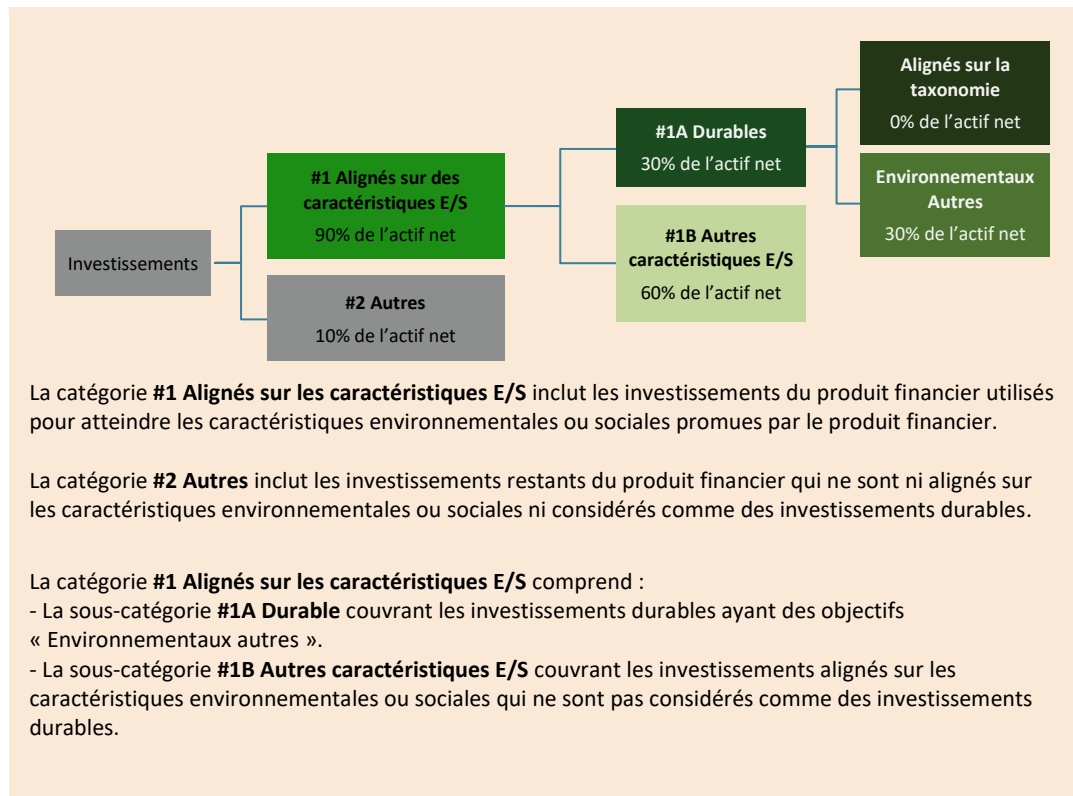 Investissements
#1 Alignés sur des
caractéristiques E/S
90% de l’actif net
#2 Autres
10% de l’actif net
#1A Durables
30% de l’actif net
#1B Autres
caractéristiques E/S
60% de l’actif net
Alignés sur la
taxonomie
0% de l’actif net
Environnementaux
Autres
30% de l’actif net
La catégorie #1 Alignés sur les caractéristiques E/S inclut les investissements du produit financier utilisés
pour atteindre les caractéristiques environnementales ou sociales promues par le produit financier.
La catégorie #2 Autres inclut les investissements restants du produit financier qui ne sont ni alignés sur
les caractéristiques environnementales ou sociales ni considérés comme des investissements durables.
La catégorie #1 Alignés sur les caractéristiques E/S comprend :
- La sous-catégorie #1A Durable couvrant les investissements durables ayant des objectifs
« Environnementaux autres ».
- La sous-catégorie #1B Autres caractéristiques E/S couvrant les investissements alignés sur les
caractéristiques environnementales ou sociales qui ne sont pas considérés comme des investissements
durables.